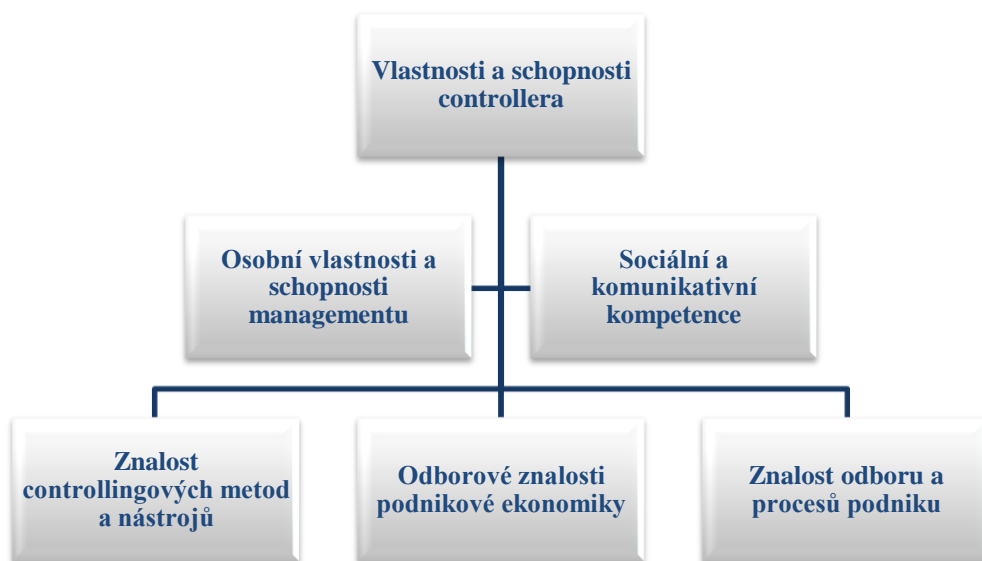 Vlastnosti a schopnosti
controllera
Osobní vlastnosti a
schopnosti
managementu
Sociální a
komunikativní
kompetence
Znalost
controllingových metod
a nástrojů
Odborové znalosti
podnikové ekonomiky
Znalost odboru a
procesů podniku